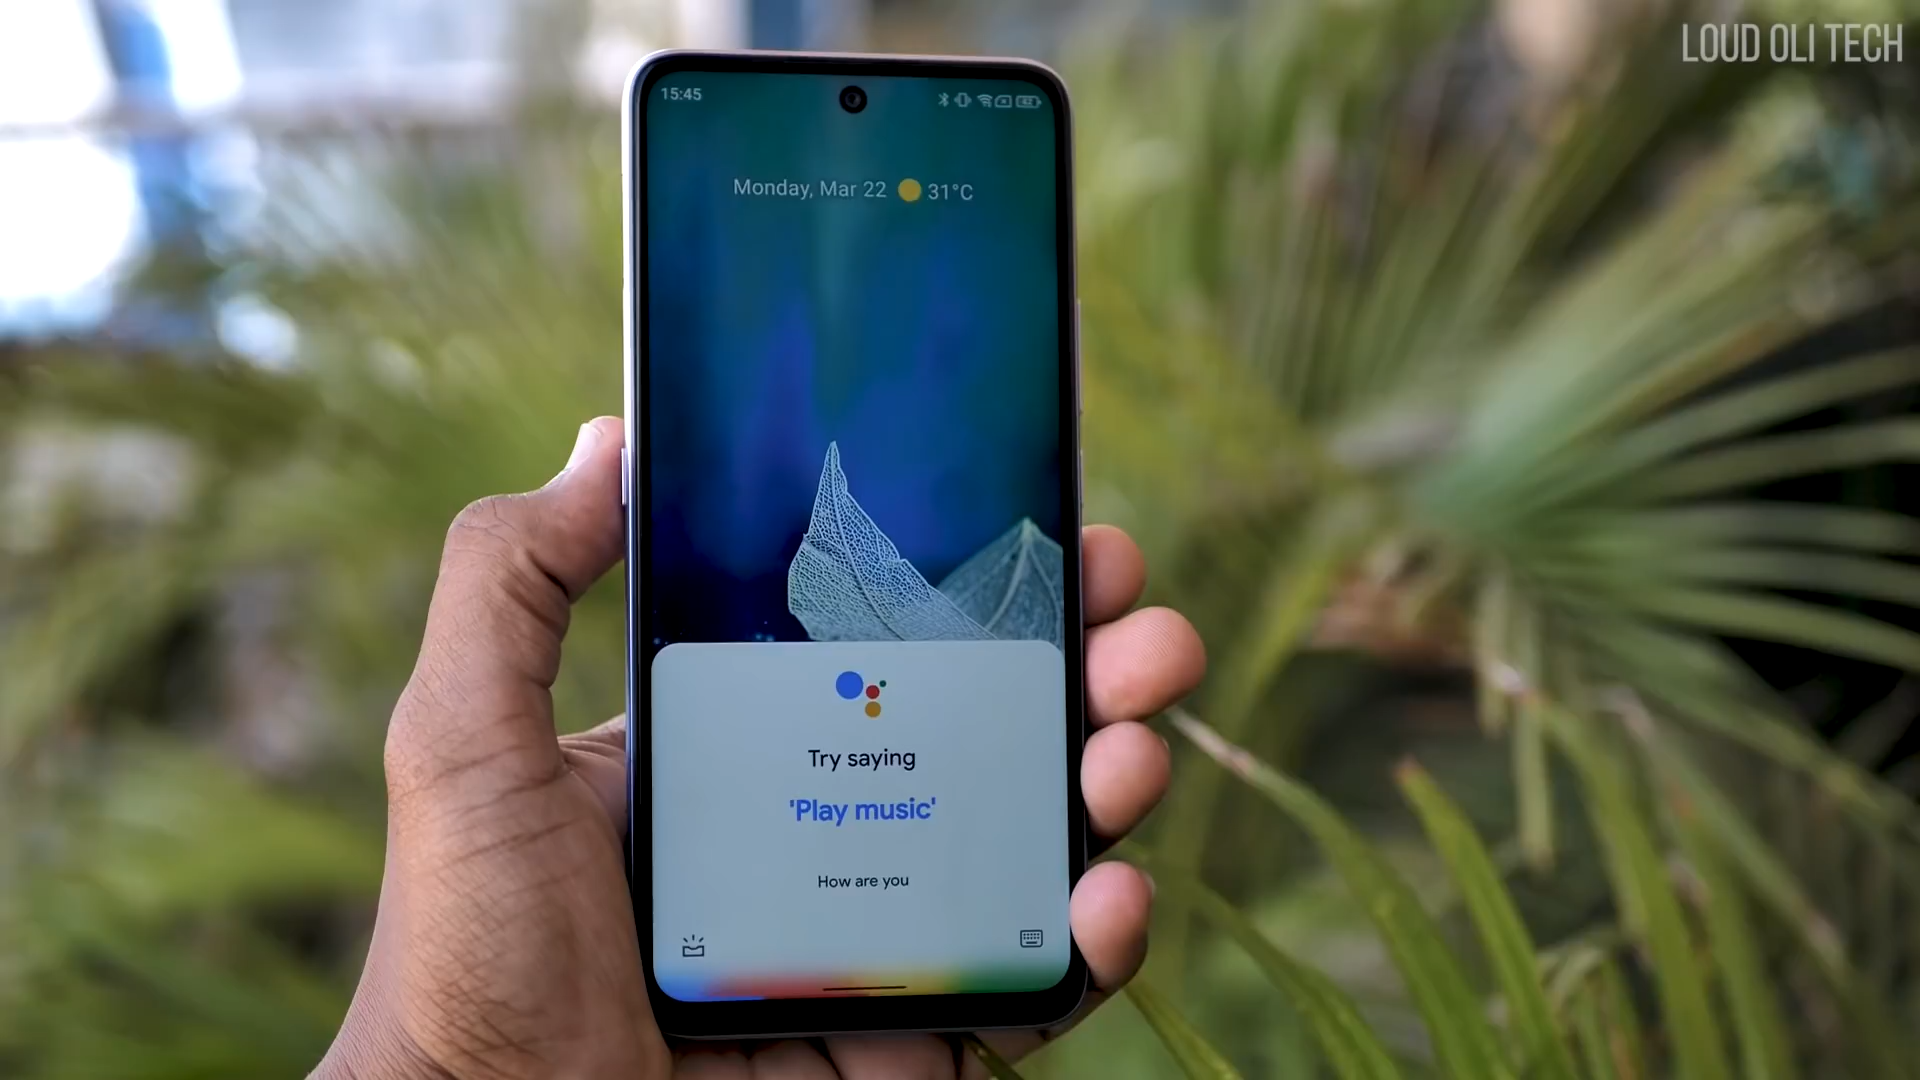 LOUD OLI TECH
15:45
Monday, Mar 22 31°C
Try saying
'Play music'
How are you